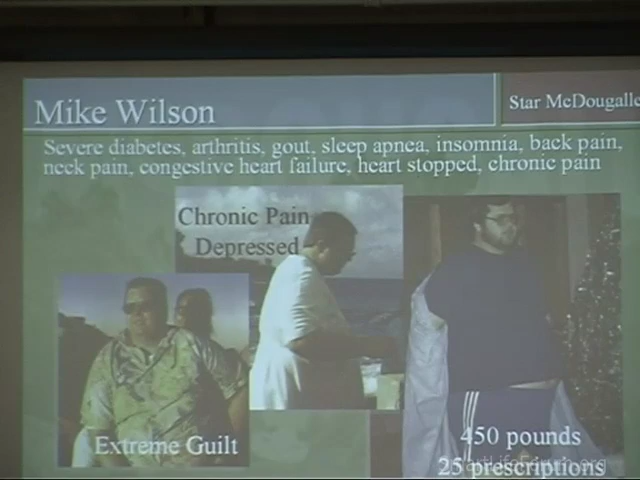 Mike Wilson
Star McDougalle
Severe diabetes, arthritis, gout, sleep apnea, insomnia, back pain,
neck pain, congestive heart failure, heart stopped, chronic pain
Chronic Pain
Depressed
Extreme Guilt
450 pounds
25 prescriptions